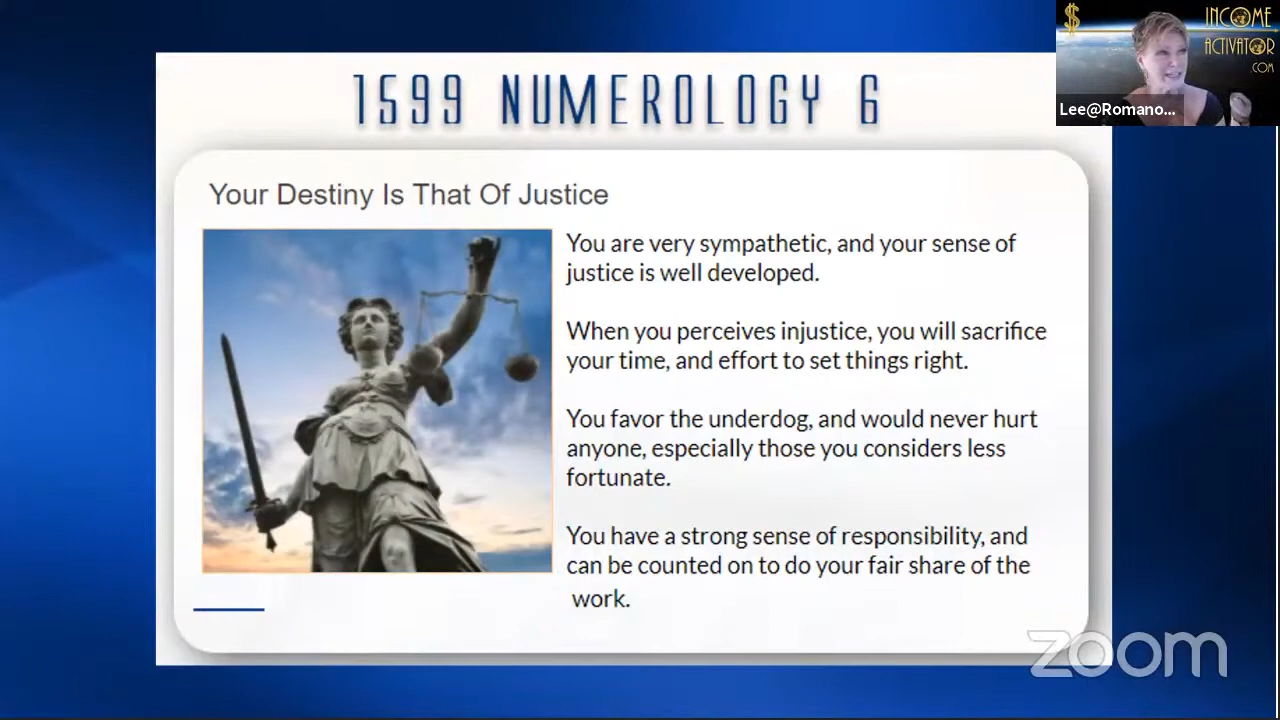 1599 NUMEROLOGY 6
Your Destiny Is That Of Justice
You are very sympathetic, and your sense of
justice is well developed.
When you perceives injustice, you will sacrifice
your time, and effort to set things right.
You favor the underdog, and would never hurt
anyone, especially those you considers less
fortunate.
You have a strong sense of responsibility, and
can be counted on to do your fair share of the
work.
$ INCOME
ACTIVATOR
.COM
Lee@Romano...
zoom